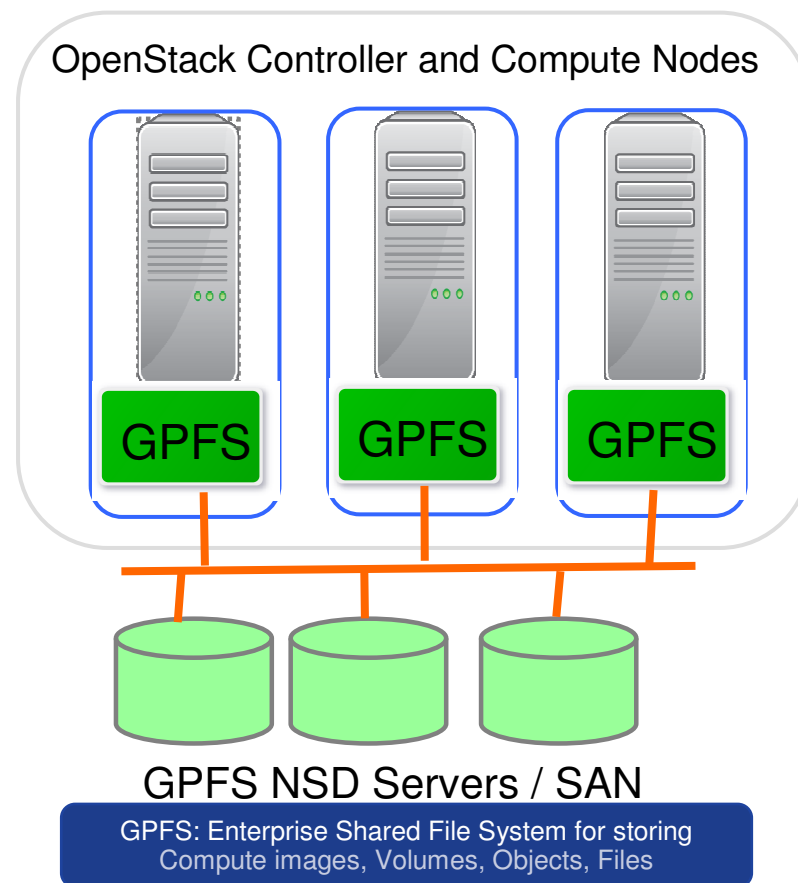 OpenStack Controller and Compute Nodes
GPFS
GPFS
GPFS
GPFS NSD Servers / SAN
GPFS: Enterprise Shared File System for storing
Compute images, Volumes, Objects, Files